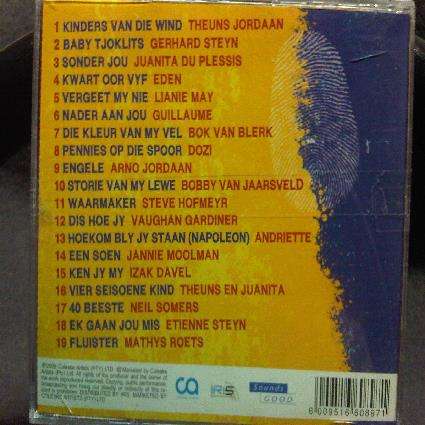 1 KINDERS VAN DIE WIND THEUNS JORDAAN
2 BABY TJOKLITS GERHARD STEYN
3 SONDER JOU JUANITA DU PLESSIS
4 KWART OOR VYF EDEN
5 VERGEET MY NIE LIANIE MAY
6 NADER AAN JOU GUILLAUME
7 DIE KLEUR VAN MY VEL BOK VAN BLERK
8 PENNIES OP DIE SPOOR DOZI
9 ENGELE ARNO JORDAAN
10 STORIE VAN MY LEWE BOBBY VAN JAARSVELD
11 WAARMAKER STEVE HOFMEYR
12 DIS HOE JY VAUGHAN GARDINER
13 HOEKOM BLY JY STAAN (NAPOLEON) ANDRIETTE
14 EEN SOEN JANNIE MOOLMAN
15 KEN JY MY IZAK DAVEL
16 VIER SEISOENE KIND THEUNS EN JUANITA
17 40 BEESTE NEIL SOMERS
18 EK GAAN JOU MIS ETIENNE STEYN
19 FLUISTER MATHYS ROETS
ca
IRIS
Sounds
GOOD